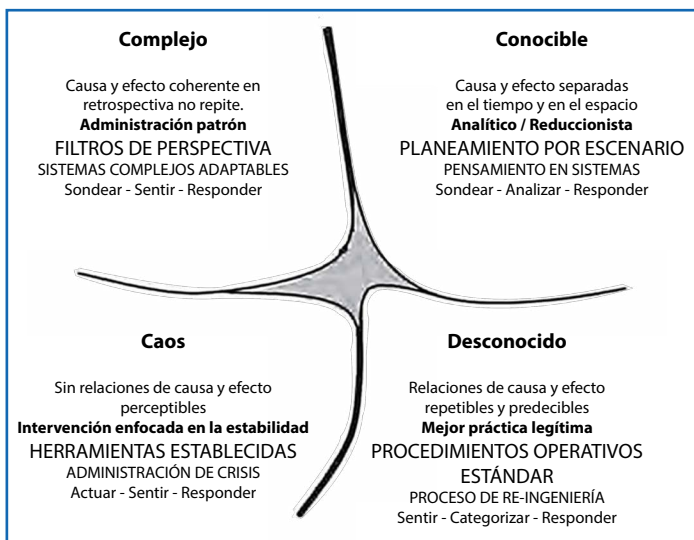 Complejo
Causa y efecto coherente en
retrospectiva no repite.
Administración patrón
FILTROS DE PERSPECTIVA
SISTEMAS COMPLEJOS ADAPTABLES
Sondear - Sentir - Responder
Conocible
Causa y efecto separadas
en el tiempo y en el espacio
Analítico / Reduccionista
PLANEAMIENTO POR ESCENARIO
PENSAMIENTO EN SISTEMAS
Sondear - Analizar - Responder
Caos
Sin relaciones de causa y efecto
perceptibles
Intervención enfocada en la estabilidad
HERRAMIENTAS ESTABLECIDAS
ADMINISTRACIÓN DE CRISIS
Actuar - Sentir - Responder
Desconocido
Relaciones de causa y efecto
repetibles y predecibles
Mejor práctica legítima
PROCEDIMIENTOS OPERATIVOS
ESTÁNDAR
PROCESO DE RE-INGENIERÍA
Sentir - Categorizar - Responder